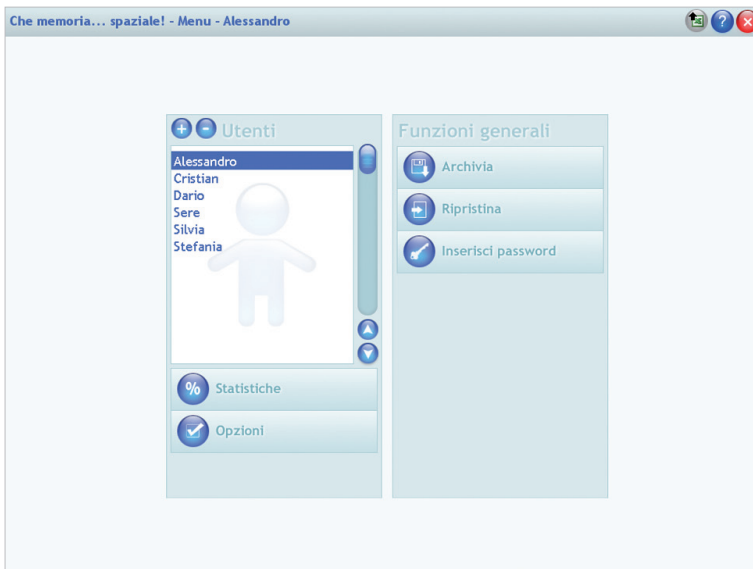 Che memoria... spaziale! - Menu - Alessandro
?
Utenti
Alessandro
Cristian
Dario
Sere
Silvia
Stefania
% Statistiche
Opzioni
Funzioni generali
Archivia
Ripristina
Inserisci password